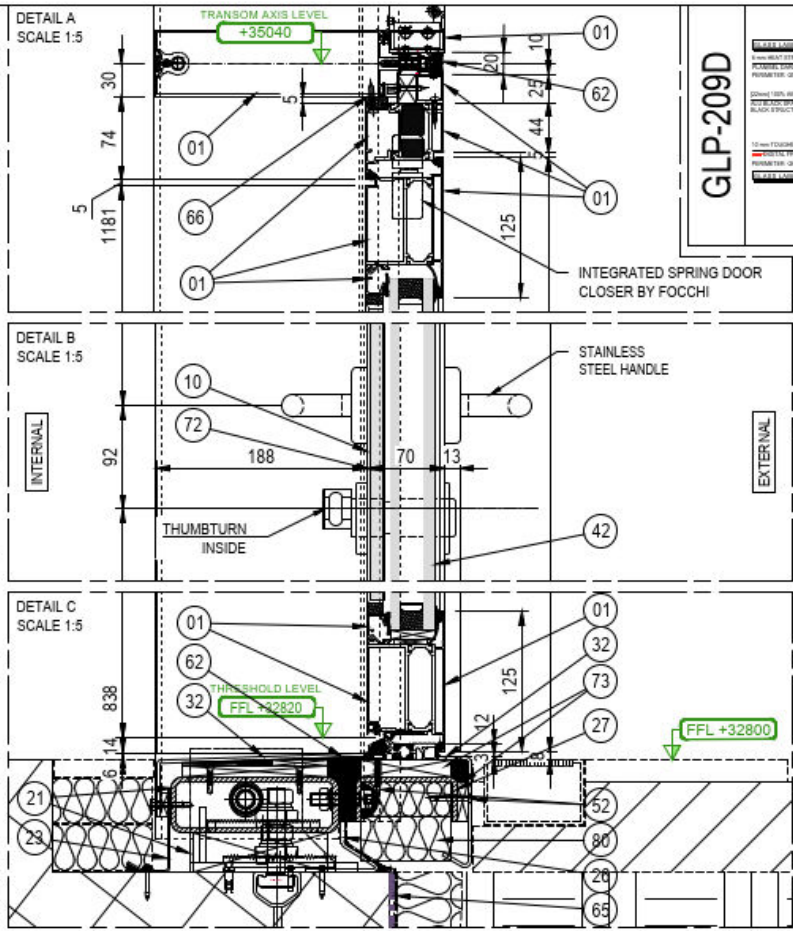 DETAIL A
SCALE 1:5
TRANSOM AXIS LEVEL
+35040
01
10
20
62
30
25
5
01
74
44
5
66
01
5
1181
125
01
INTEGRATED SPRING DOOR
CLOSER BY FOCCHI
GLP-209D
DETAIL B
SCALE 1:5
STAINLESS
STEEL HANDLE
10
72
INTERNAL
92
188
70
13
EXTERNAL
THUMBTURN
INSIDE
42
DETAIL C
SCALE 1:5
01
01
62
32
THRESHOLD LEVEL
FFL +32820
32
125
73
838
12
27
FFL +32800
14
13
8
6
21
52
23
80
26
65